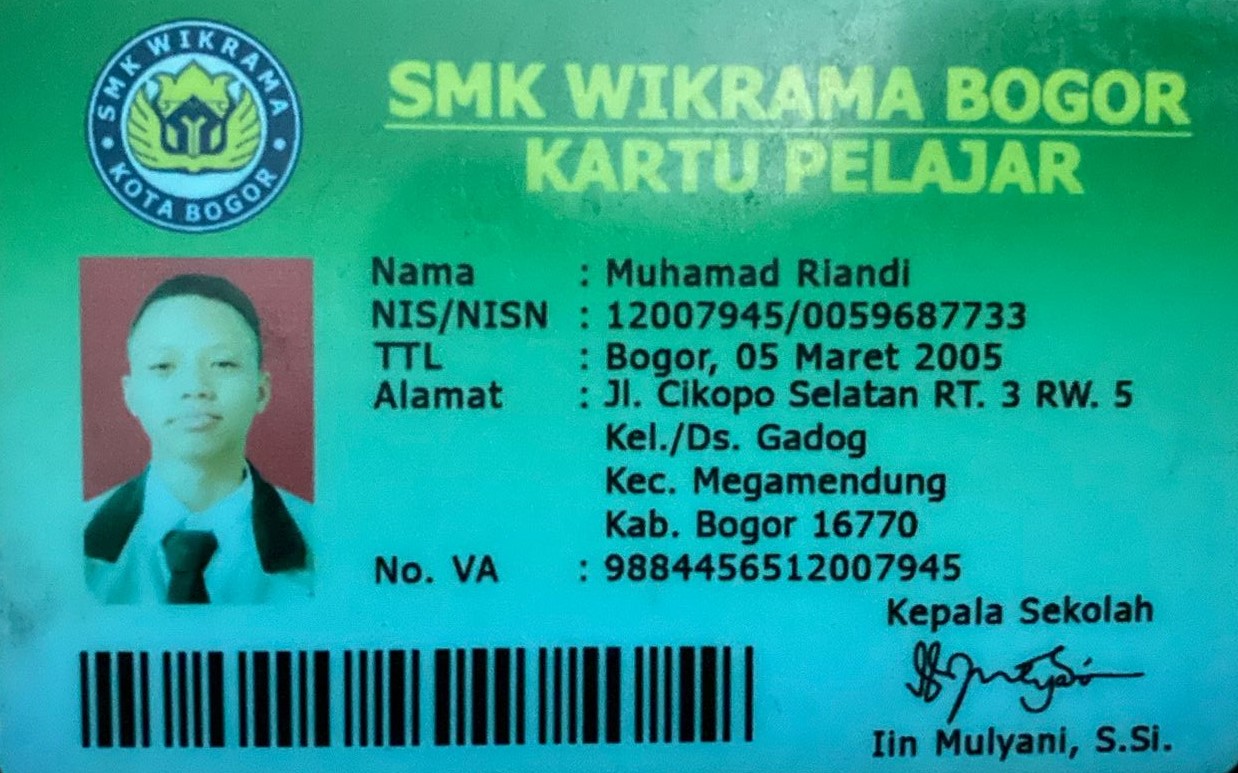 SMK WIKRAMA
KOTA BOGOR
SMK WIKRAMA BOGOR
KARTU PELAJAR
Nama : Muhamad Riandi
NIS/NISN : 12007945/0059687733
TTL : Bogor, 05 Maret 2005
Alamat : Jl. Cikopo Selatan RT. 3 RW. 5
Kel./Ds. Gadog
Kec. Megamendung
Kab. Bogor 16770
No. VA : 9884456512007945
Kepala Sekolah
Iin Mulyani, S.Si.